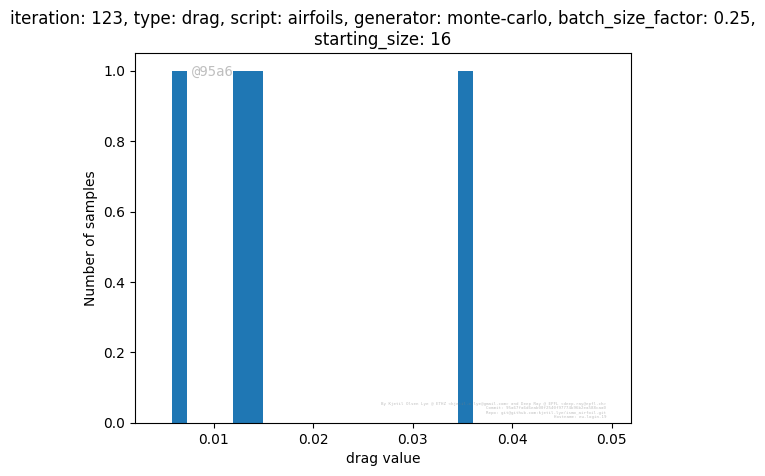 iteration: 123, type: drag, script: airfoils, generator: monte-carlo, batch_size_factor: 0.25,
starting_size: 16
@95a6
1.0
0.8
0.6
0.4
0.2
0.0
Number of samples
0.01
0.02
0.03
0.04
0.05
drag value